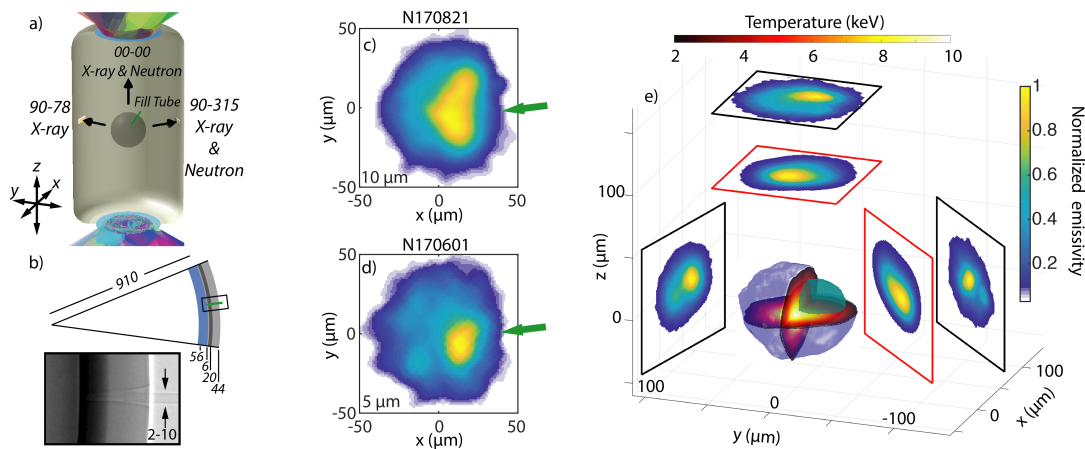 a)
00-00
X-ray & Neutron
Fill Tube
90-78
X-ray
90-315
X-ray
&
Neutron
z
y
x
b)
910
56
6
20
44
2-10
N170821
c)
50
0
-50
y (μm)
10 μm
-50
0
50
x (μm)
N170601
d)
50
0
-50
y (μm)
5 μm
-50
0
50
x (μm)
Temperature (keV)
2
4
6
8
10
e)
1
0.8
0.6
0.4
0.2
Normalized emissivity
100
0
z (μm)
100
0
-100
y (μm)
100
0
x (μm)